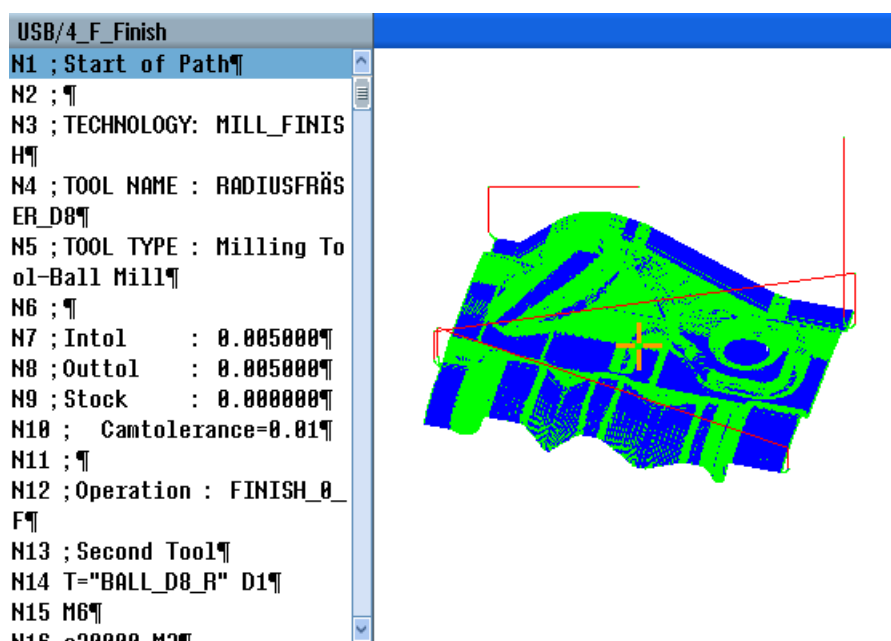 USB/4_F_Finish
N1 ;Start of Path¶
N2 ;¶
N3 ;TECHNOLOGY: MILL_FINIS
H¶
N4 ;TOOL NAME : RADIUSFRÄS
ER_D8¶
N5 ;TOOL TYPE : Milling To
ol-Ball Mill¶
N6 ;¶
N7 ;Intol     : 0.005000¶
N8 ;Outtol    : 0.005000¶
N9 ;Stock     : 0.000000¶
N10 ;  Camtolerance=0.01¶
N11 ;¶
N12 ;Operation : FINISH_0_
F¶
N13 ;Second Tool¶
N14 T="BALL_D8_R" D1¶
N15 M6¶